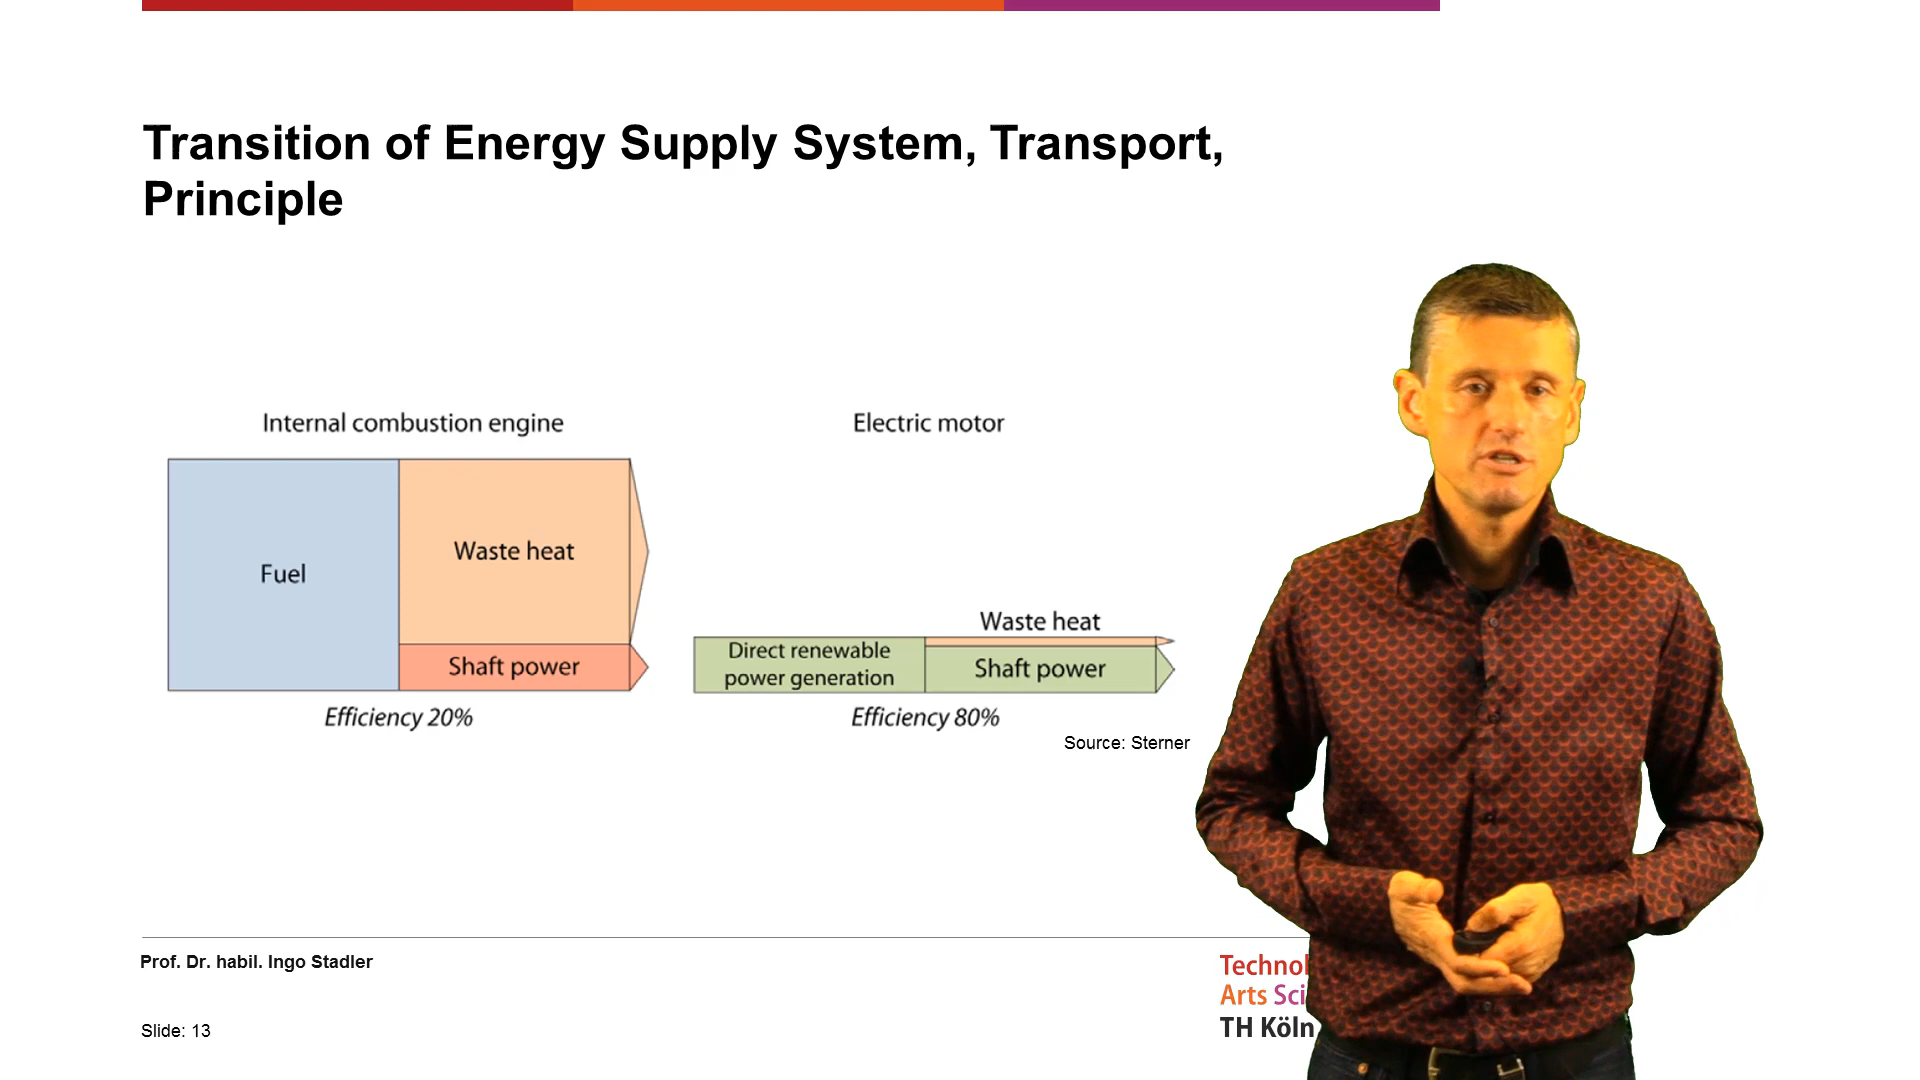 Transition of Energy Supply System, Transport,
Principle
Internal combustion engine
Fuel
Waste heat
Shaft power
Efficiency 20%
Electric motor
Waste heat
Direct renewable
power generation
Shaft power
Efficiency 80%
Source: Sterner
Prof. Dr. habil. Ingo Stadler
Slide: 13
Arts
TH Köln